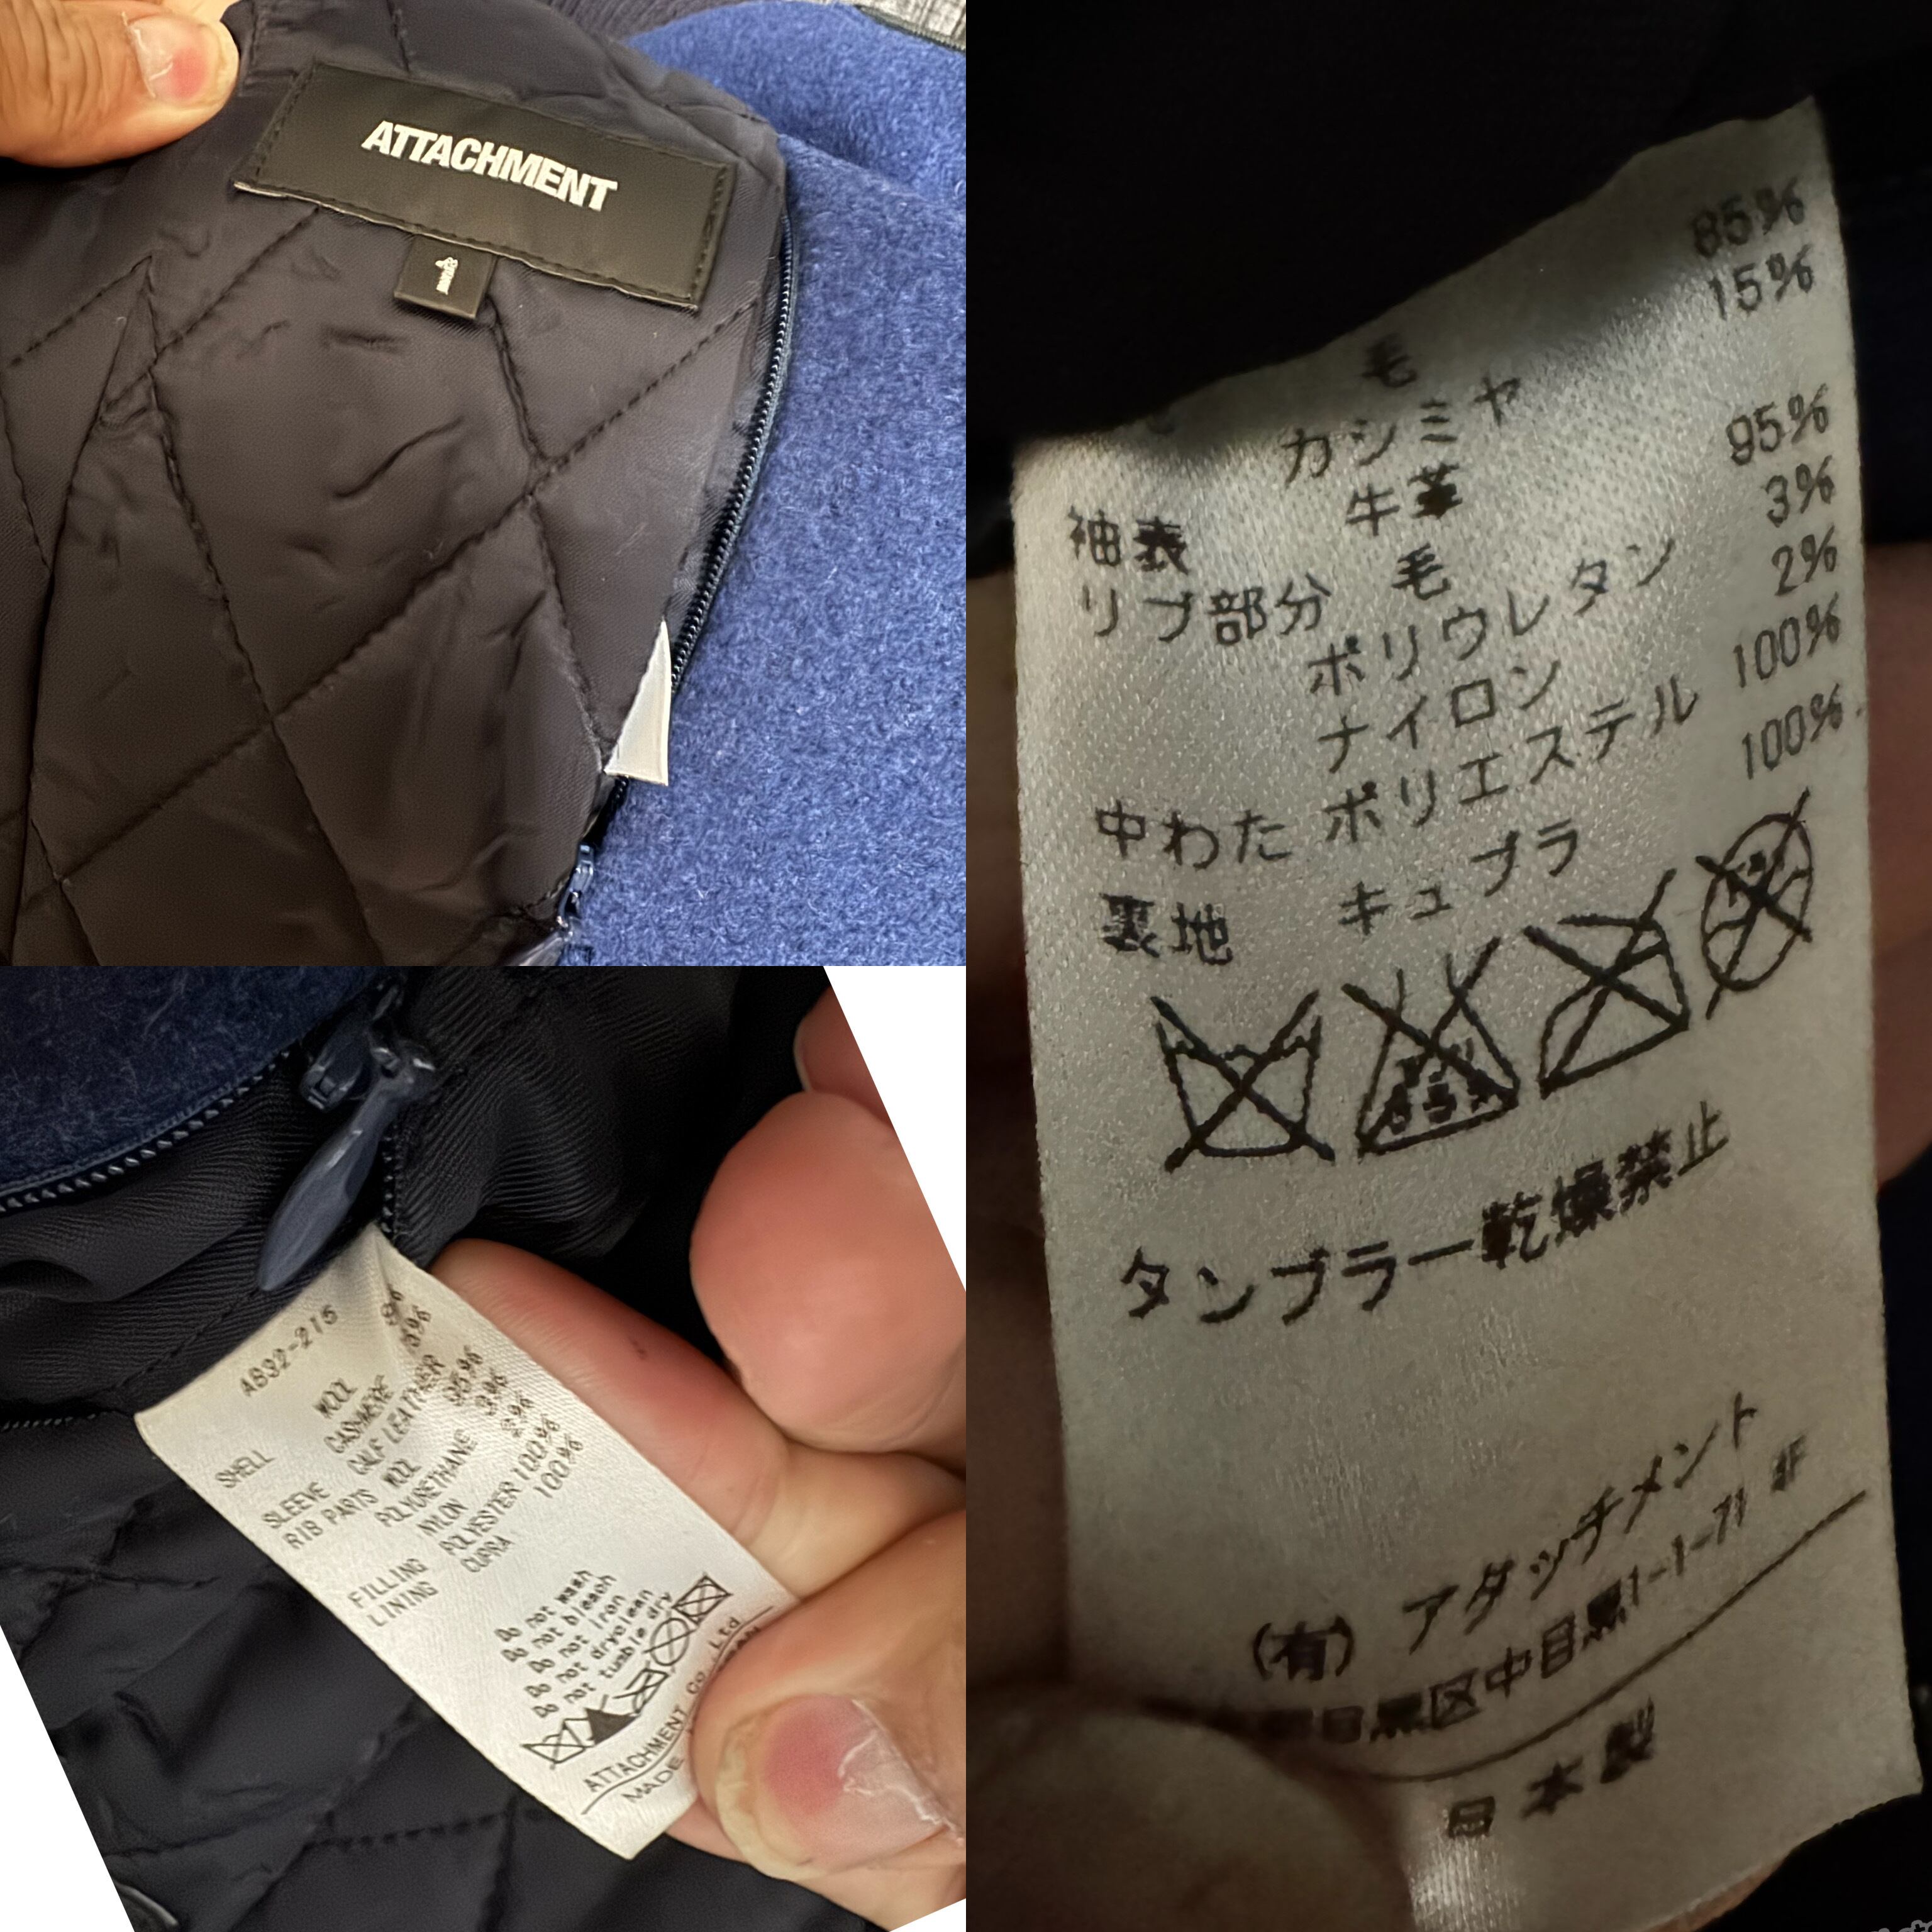 ATTACHMENT
1
AB92-216
SHELL WOOL
CASHMERE 15%
SLEEVE CALF LEATHER
RIB PARTS WOOL 95%
POLYURETHANE 3%
NYLON 2%
FILLING POLYESTER 100%
LINING CUPRA 100%
Do not wash
Do not bleach
Do not iron
Do not dryclean
Do not tumble dry
ATTACHMENT Co.,Ltd
MADE
毛 85%
カシミヤ 15%
袖表 牛革
リブ部分 毛 95%
ポリウレタン 3%
ナイロン 2%
中わた ポリエステル 100%
裏地 キュプラ 100%
タンブラー乾燥禁止
(有) アタッチメント
目黒区中目黒1-1-71 4F
日本製